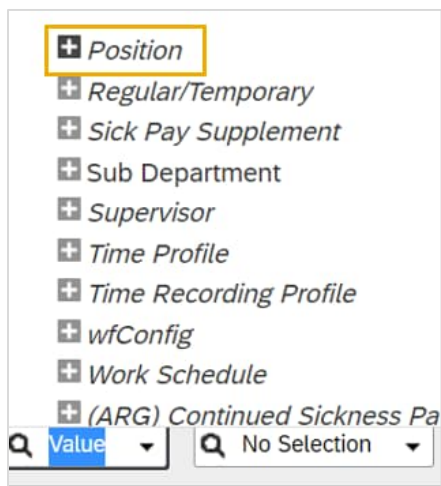 Position
Regular/Temporary
Sick Pay Supplement
Sub Department
Supervisor
Time Profile
Time Recording Profile
wfConfig
Work Schedule
(ARG) Continued Sickness Pa
Value
No Selection